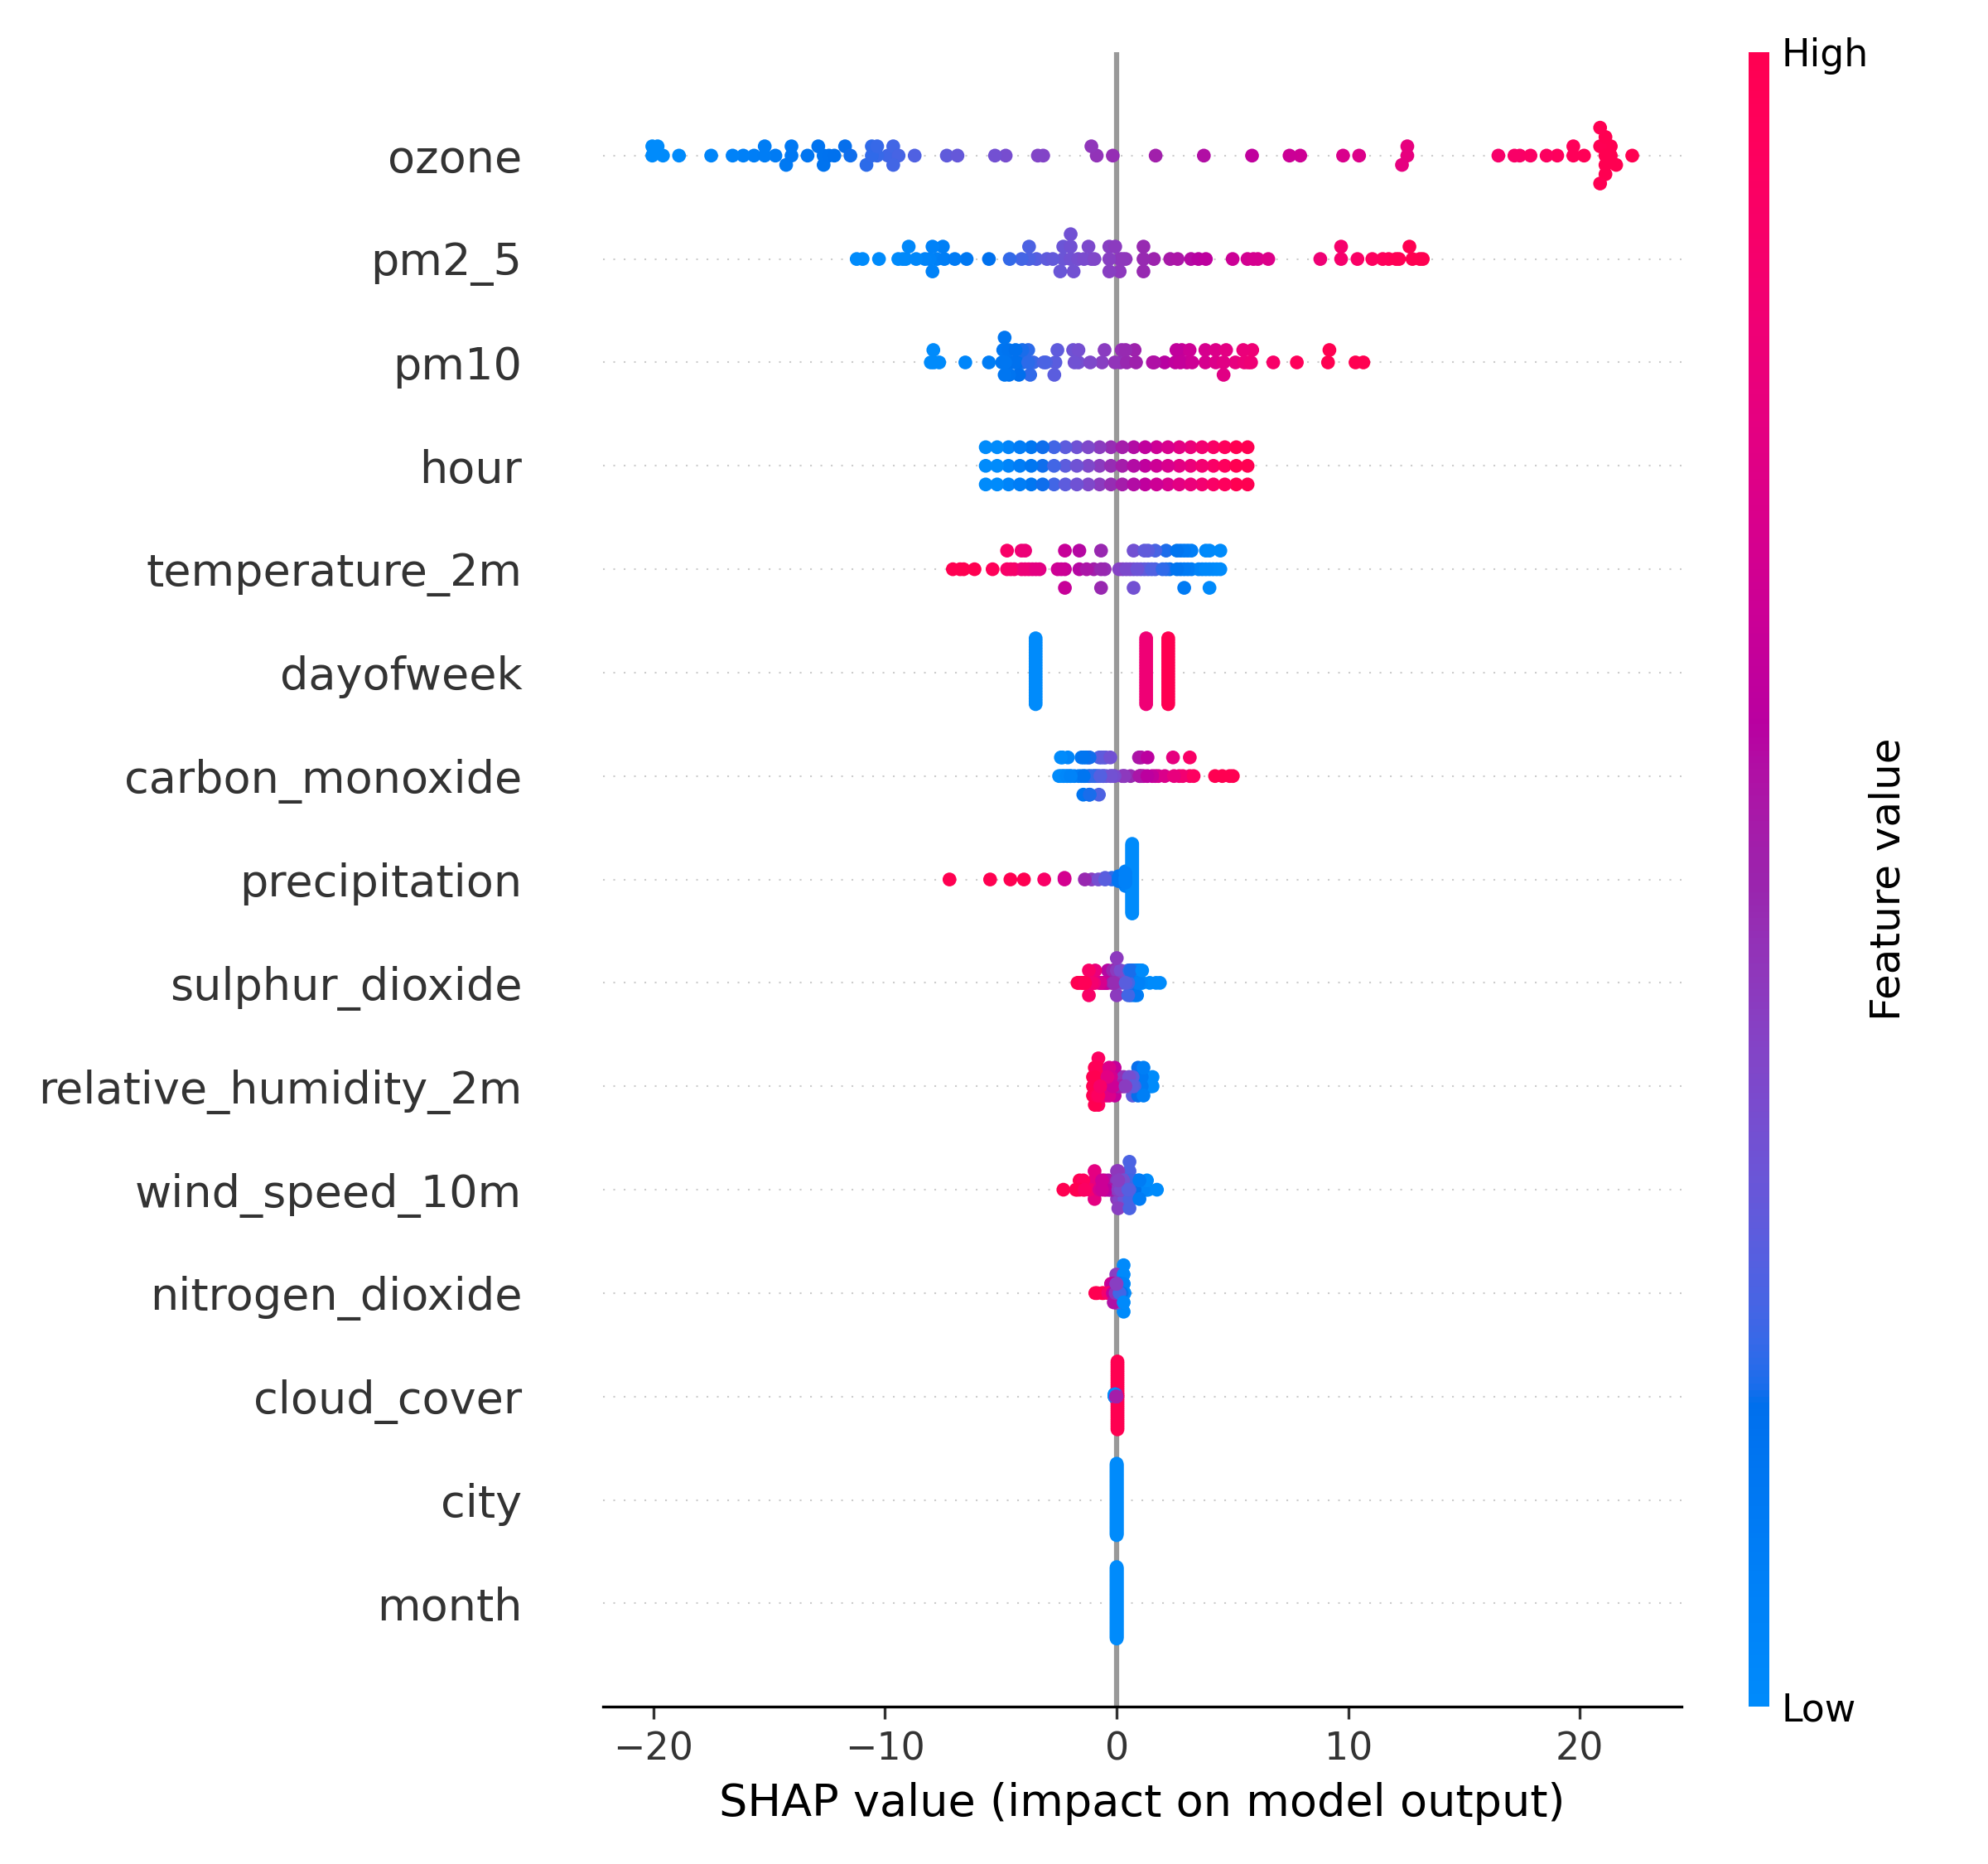 High
ozone
pm2_5
pm10
hour
temperature_2m
dayofweek
carbon_monoxide
precipitation
sulphur_dioxide
relative_humidity_2m
wind_speed_10m
nitrogen_dioxide
cloud_cover
city
month
Feature value
Low
−20 −10 0 10 20
SHAP value (impact on model output)